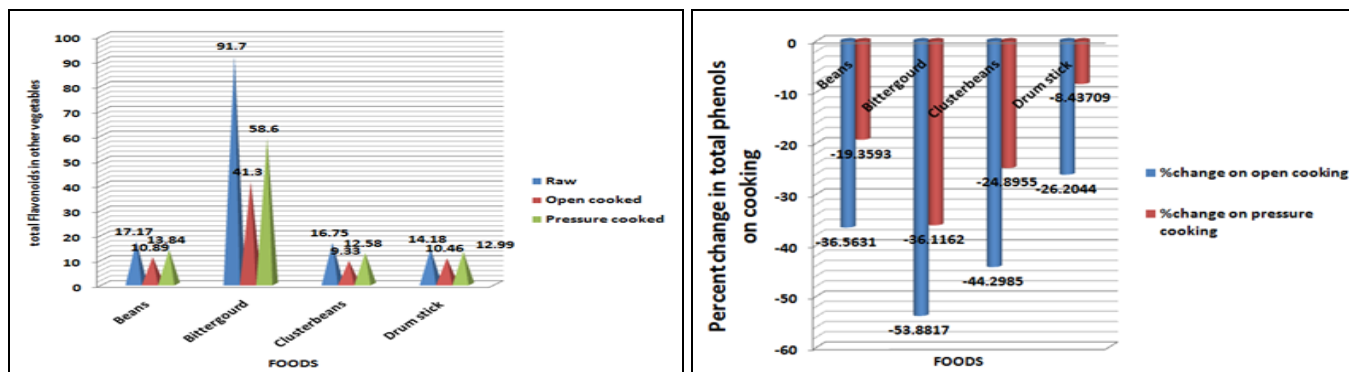 total Flavonoids in other vegetables
100
90
80
70
60
50
40
30
20
10
0
17.17
10.89
13.84
91.7
41.3
58.6
16.75
9.33
12.58
14.18
10.46
12.99
Beans
Bittergourd
Clusterbeans
Drum stick
FOODS
Raw
Open cooked
Pressure cooked
Percent change in total phenols
on cooking
0
-10
-20
-30
-40
-50
-60
Beans
Bittergourd
Clusterbeans
Drum stick
-36.5631
-19.3593
-53.8817
-36.1162
-44.2985
-24.8955
-26.2044
-8.43709
FOODS
%change on open cooking
%change on pressure
cooking